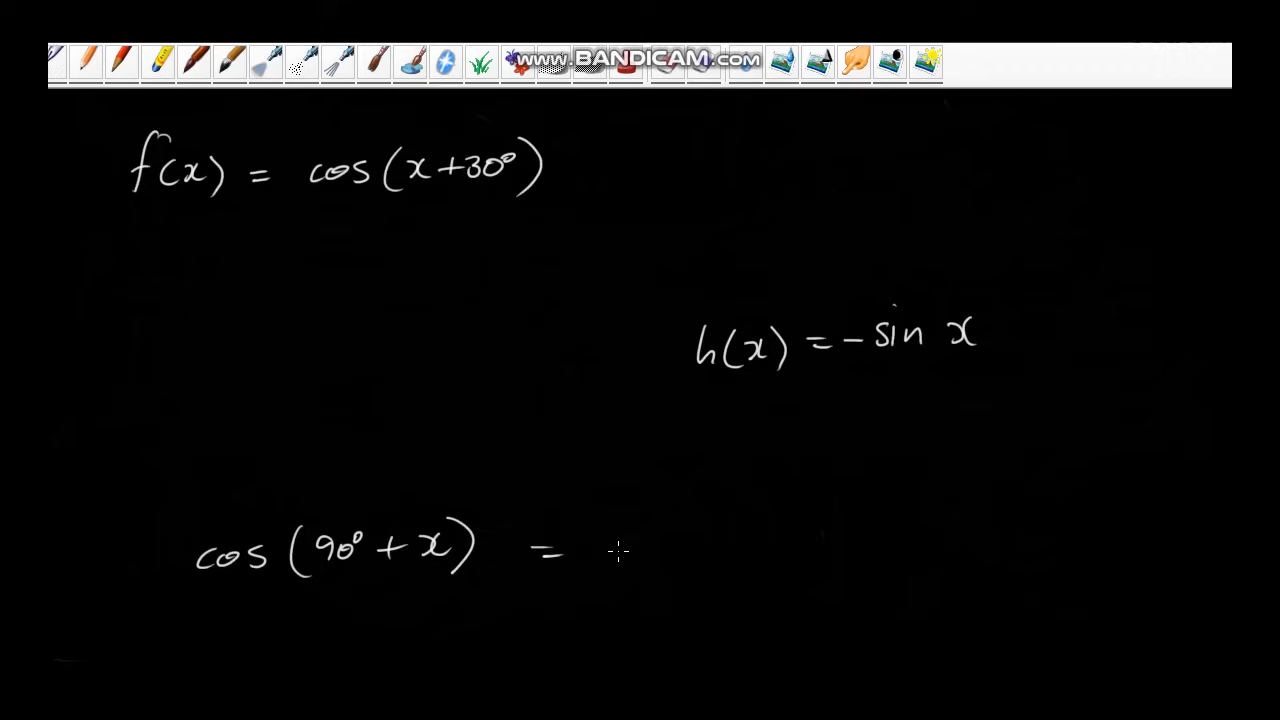 www.BANDICAM.com
f(x) = cos(x+30°)
h(x) = - sin x
cos(90° + x) =